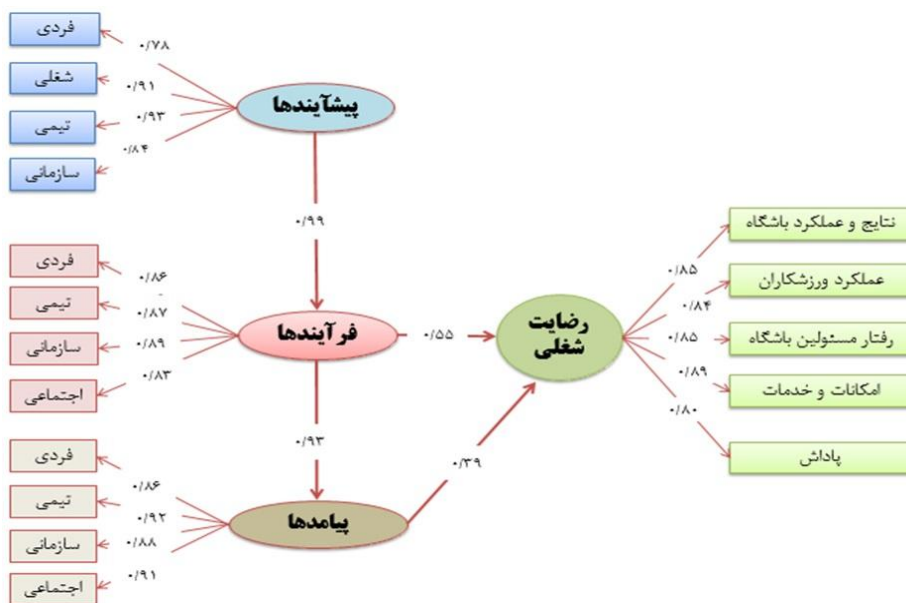 فردی
۰/۷۸
شغلی
۰/۹۱
تیمی
۰/۹۳
سازمانی
۰/۸۴
پیشآیندها
۰/۹۹
فردی
۰/۸۶
تیمی
۰/۸۷
سازمانی
۰/۸۹
اجتماعی
۰/۸۳
فرآیندها
۰/۵۵
۰/۹۳
فردی
۰/۸۶
تیمی
۰/۹۲
سازمانی
۰/۸۸
اجتماعی
۰/۹۱
پیامدها
۰/۳۹
رضایت
شغلی
نتایج و عملکرد باشگاه
۰/۸۵
عملکرد ورزشکاران
۰/۸۴
رفتار مسئولین باشگاه
۰/۸۵
امکانات و خدمات
۰/۸۹
پاداش
۰/۸۰